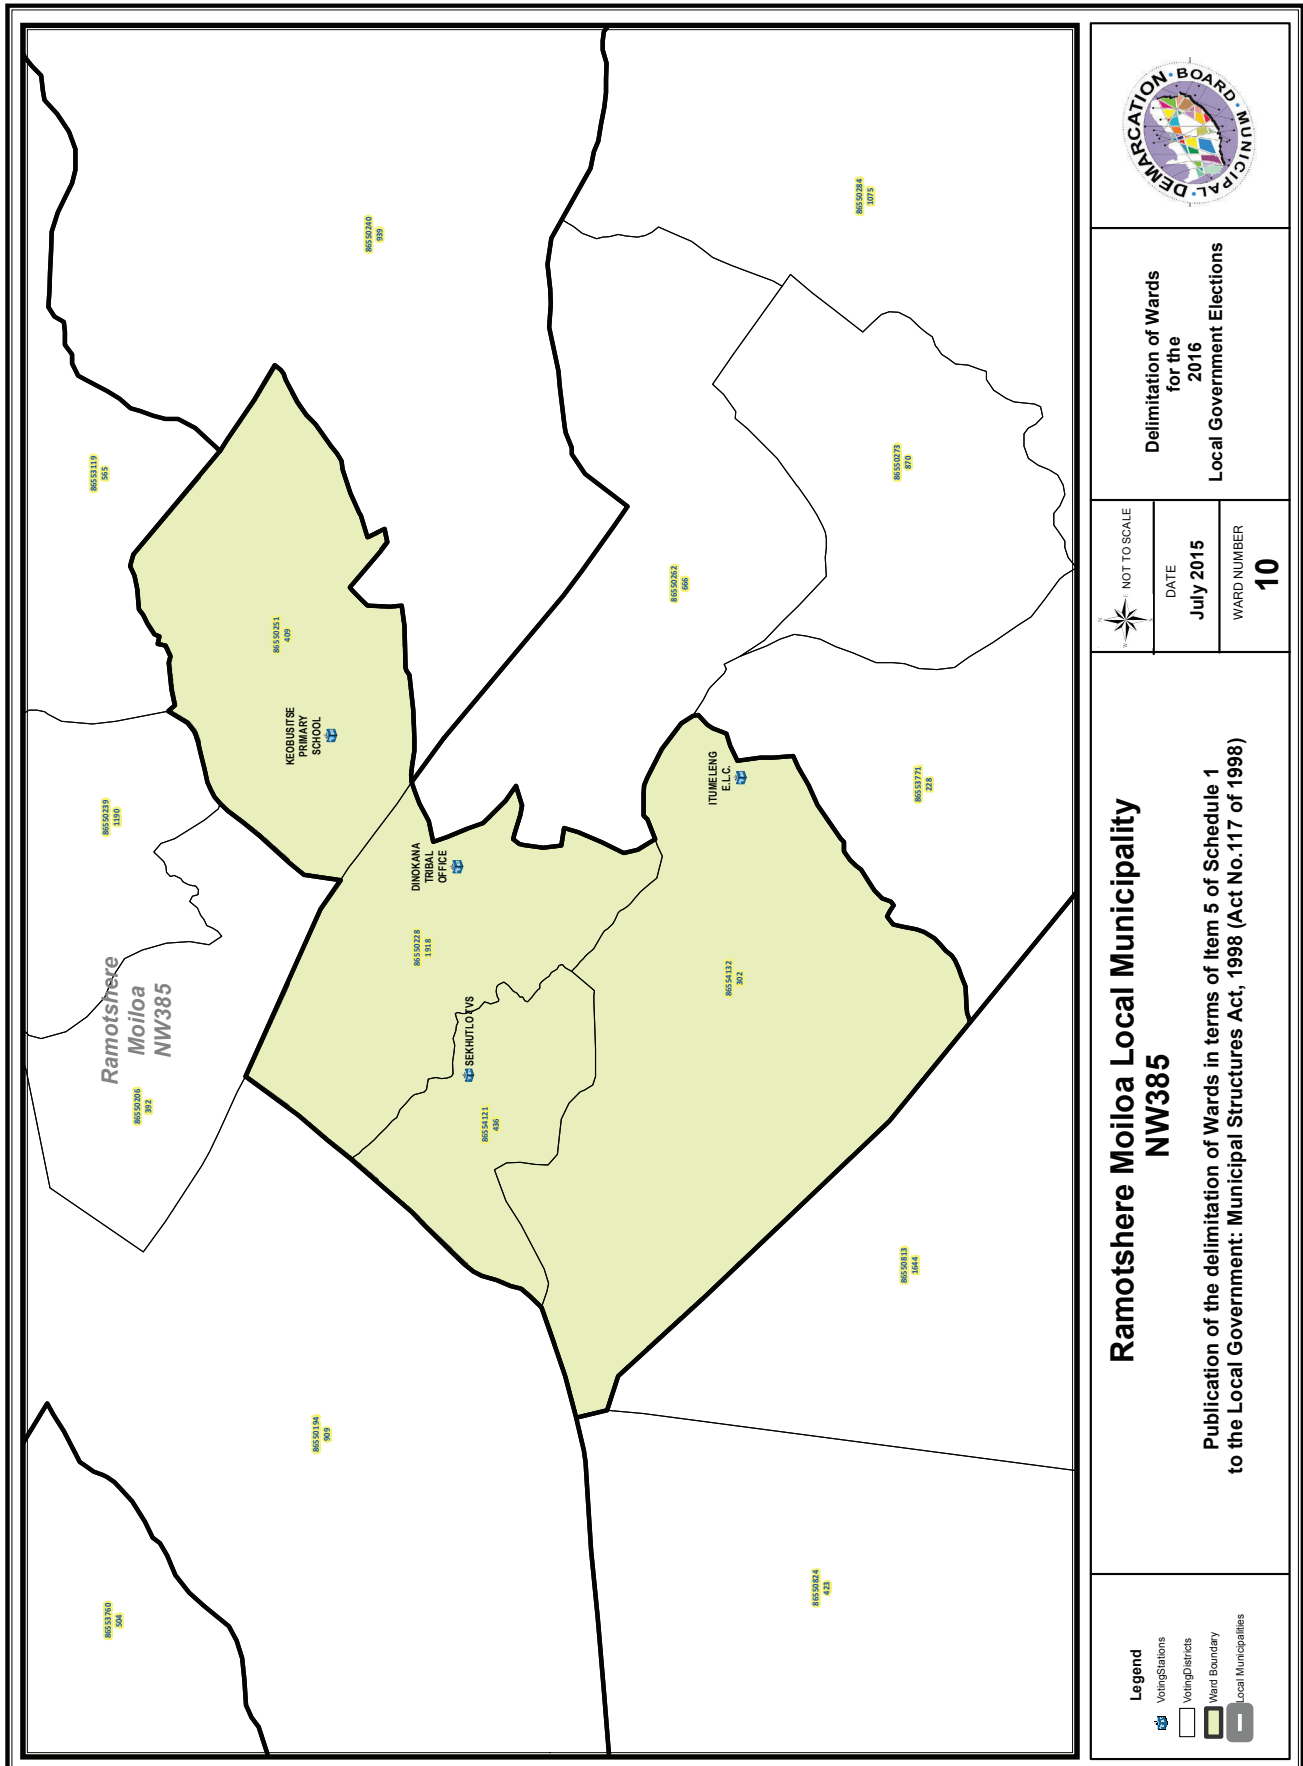 86553119
565
86550240
939
86550284
1075
86550251
409
KEOBUSITSE
PRIMARY
SCHOOL
86550262
666
86550273
870
86550239
1190
DINOKANA
TRIBAL
OFFICE
ITUMELENG
E.L.C.
86553771
228
Ramotshere
Moiloa
NW385
86550206
392
86550228
1918
SEKHUTLO TVS
86554121
436
86554132
302
86550813
1644
86550194
909
86553760
504
86550824
423
Legend
VotingStations
VotingDistricts
Ward Boundary
Local Municipalities
Ramotshere Moiloa Local Municipality
NW385
Publication of the delimitation of Wards in terms of Item 5 of Schedule 1
to the Local Government: Municipal Structures Act, 1998 (Act No.117 of 1998)
N
E
S
W
NOT TO SCALE
DATE
July 2015
WARD NUMBER
10
Delimitation of Wards
for the
2016
Local Government Elections
MUNICIPAL • DEMARCATION • BOARD •